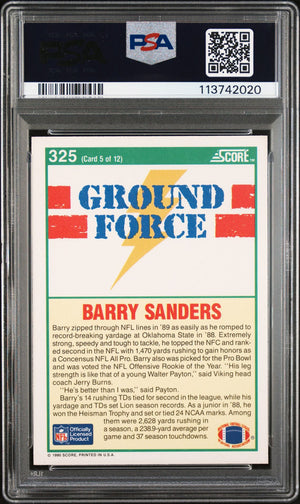 PSA
PSA
113742020
325 (Card 5 of 12)
SCORE™
GROUND
FORCE
BARRY SANDERS
Barry zipped through NFL lines in '89 as easily as he romped to
record-breaking yardage at Oklahoma State in '88. Extremely
strong, speedy and tough to tackle, he topped the NFC and ran-
ked second in the NFL with 1,470 yards rushing to gain honors as
a Concensus NFL All Pro. Barry also was picked for the Pro Bowl
and was voted the NFL Offensive Rookie of the Year. "His leg
strength is like that of a young Walter Payton," said Viking head
coach Jerry Burns.
"He's better than I was," said Payton.
Barry's 14 rushing TDs tied for second in the league, while his
yardage and TDs set Lion season records. As a junior in '88, he
won the Heisman Trophy and set or tied 24 NCAA marks. Among
them were 2,628 yards rushing in
a season, a 238.9-yard average per
game and 37 touchdowns.
NFL
Officially
Licensed
Product
© 1990 SCORE, PRINTED IN U.S.A.